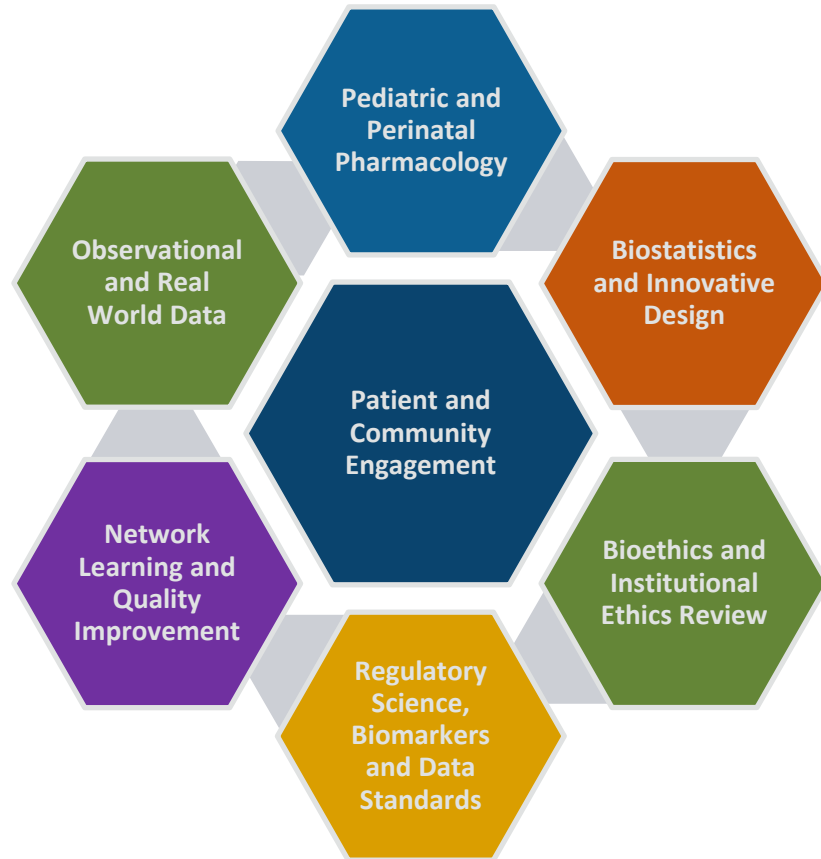 Pediatric and
Perinatal
Pharmacology
Observational
and Real
World Data
Biostatistics
and Innovative
Design
Patient and
Community
Engagement
Network
Learning and
Quality
Improvement
Bioethics and
Institutional
Ethics Review
Regulatory
Science,
Biomarkers
and Data
Standards